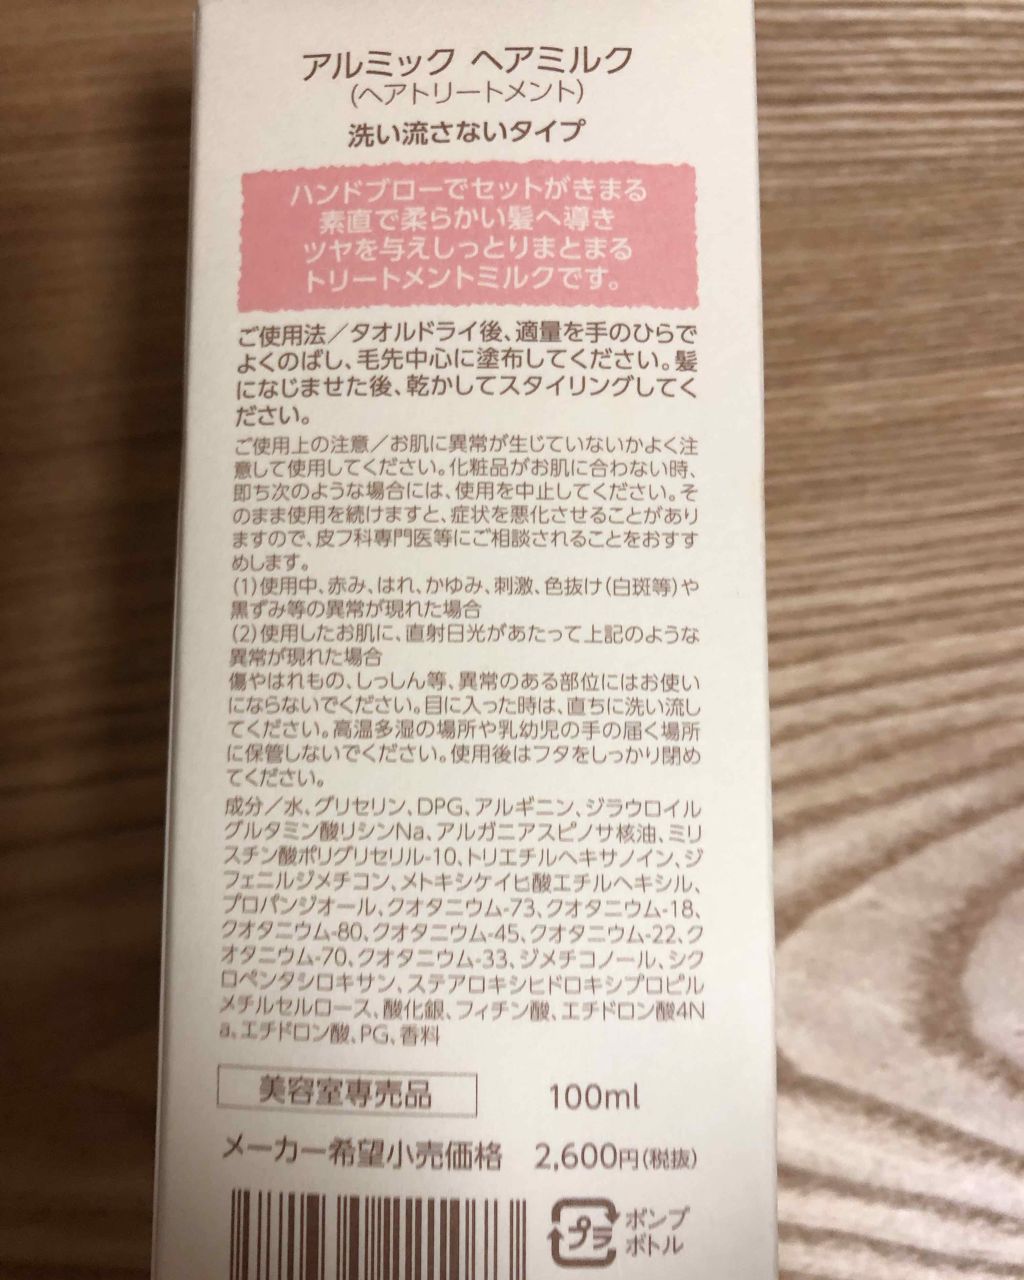 アルミック ヘアミルク
(ヘアトリートメント)
洗い流さないタイプ
ハンドブローでセットがきまる
素直で柔らかい髪へ導き
ツヤを与えしっとりまとまる
トリートメントミルクです。
ご使用法/タオルドライ後、適量を手のひらで
よくのばし、毛先中心に塗布してください。髪
になじませた後、乾かしてスタイリングしてく
ださい。
ご使用上の注意/お肌に異常が生じていないかよく注
意して使用してください。化粧品がお肌に合わない時、
即ち次のような場合には、使用を中止してください。そ
のまま使用を続けますと、症状を悪化させることがあり
ますので、皮フ科専門医等にご相談されることをおすす
めします。
(1)使用中、赤み、はれ、かゆみ、刺激、色抜け(白斑等)や
黒ずみ等の異常が現れた場合
(2)使用したお肌に、直射日光があたって上記のような
異常が現れた場合
傷やはれもの、しっしん等、異常のある部位にはお使い
にならないでください。目に入った時は、直ちに洗い流し
てください。高温多湿の場所や乳幼児の手の届く場所
に保管しないでください。使用後はフタをしっかり閉め
てください。
成分/水、グリセリン、DPG、アルギニン、ジラウロイル
グルタミン酸リシンNa、アルガニアスピノサ核油、ミリ
スチン酸ポリグリセリル-10、トリエチルヘキサノイン、ジ
フェニルジメチコン、メトキシケイヒ酸エチルヘキシル、
プロパンジオール、クオタニウム-73、クオタニウム-18、
クオタニウム-80、クオタニウム-45、クオタニウム-22、ク
オタニウム-70、クオタニウム-33、ジメチコノール、シク
ロペンタシロキサン、ステアロキシヒドロキシプロピル
メチルセルロース、酸化銀、フィチン酸、エチドロン酸4N
a、エチドロン酸、PG、香料
美容室専売品 100ml
メーカー希望小売価格 2,600円(税抜)
プラ ポンプ
ボトル